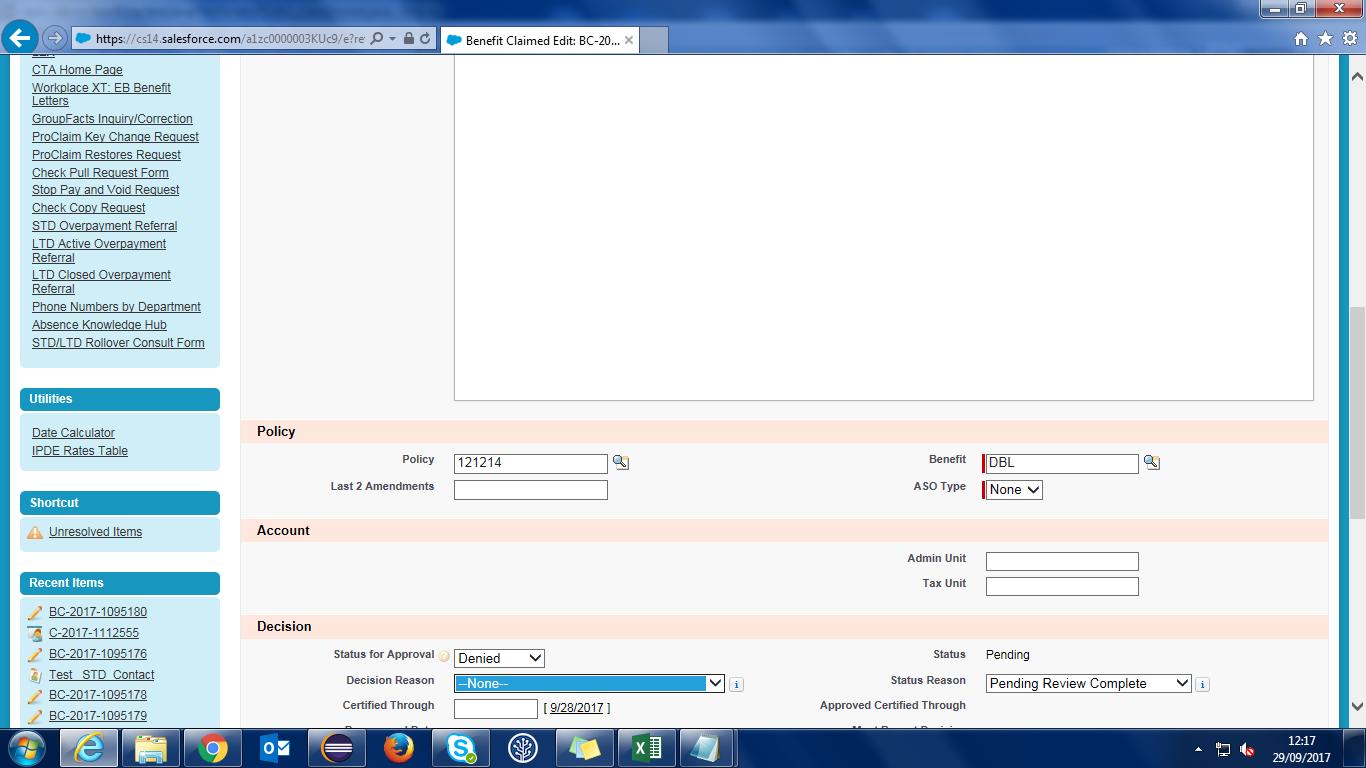 https://cs14.salesforce.com/a1zc0000003KUc9/e?re
Benefit Claimed Edit: BC-20...
CTA Home Page
Workplace XT: EB Benefit
Letters
GroupFacts Inquiry/Correction
ProClaim Key Change Request
ProClaim Restores Request
Check Pull Request Form
Stop Pay and Void Request
Check Copy Request
STD Overpayment Referral
LTD Active Overpayment
Referral
LTD Closed Overpayment
Referral
Phone Numbers by Department
Absence Knowledge Hub
STD/LTD Rollover Consult Form
Utilities
Date Calculator
IPDE Rates Table
Shortcut
Unresolved Items
Recent Items
BC-2017-1095180
C-2017-1112555
BC-2017-1095176
Test_ STD_Contact
BC-2017-1095178
BC-2017-1095179
Policy
Policy 121214 Benefit DBL
Last 2 Amendments ASO Type None
Account
Admin Unit
Tax Unit
Decision
Status for Approval Denied Status Pending
Decision Reason --None-- Status Reason Pending Review Complete
Certified Through [ 9/28/2017 ] Approved Certified Through
12:17
29/09/2017